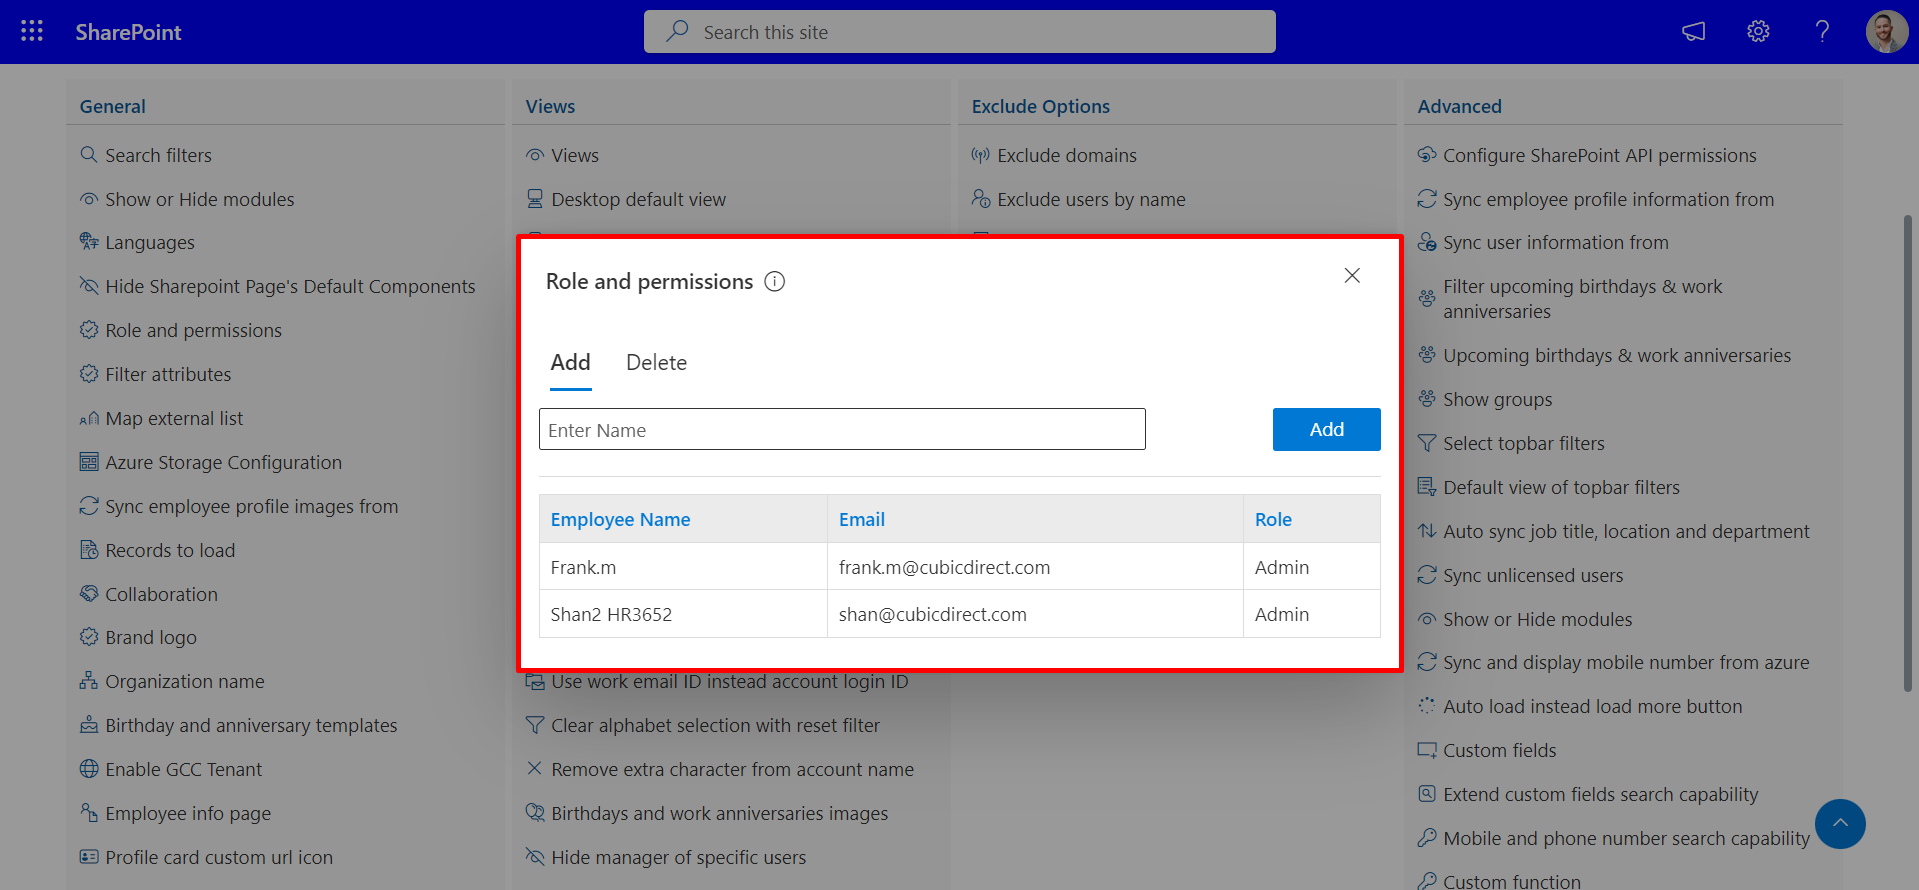 SharePoint
Search this site
General
Search filters
Show or Hide modules
Languages
Hide Sharepoint Page's Default Components
Role and permissions
Filter attributes
Map external list
Azure Storage Configuration
Sync employee profile images from
Records to load
Collaboration
Brand logo
Organization name
Birthday and anniversary templates
Enable GCC Tenant
Employee info page
Profile card custom url icon
Views
Views
Desktop default view
Use work email ID instead account login ID
Clear alphabet selection with reset filter
Remove extra character from account name
Birthdays and work anniversaries images
Hide manager of specific users
Exclude Options
Exclude domains
Exclude users by name
Advanced
Configure SharePoint API permissions
Sync employee profile information from
Sync user information from
Filter upcoming birthdays & work
anniversaries
Upcoming birthdays & work anniversaries
Show groups
Select topbar filters
Default view of topbar filters
Auto sync job title, location and department
Sync unlicensed users
Show or Hide modules
Sync and display mobile number from azure
Auto load instead load more button
Custom fields
Extend custom fields search capability
Mobile and phone number search capability
Custom function
Role and permissions
Add Delete
Enter Name Add
Employee Name Email Role
Frank.m frank.m@cubicdirect.com Admin
Shan2 HR3652 shan@cubicdirect.com Admin